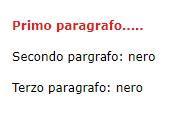 Primo paragrafo.....
Secondo pargrafo: nero
Terzo paragrafo: nero